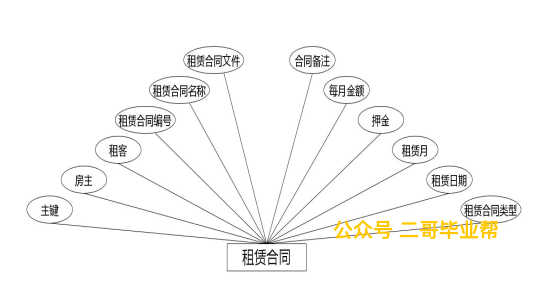 租赁合同文件
合同备注
租赁合同名称
每月金额
租赁合同编号
押金
租客
租赁月
房主
租赁日期
主键
租赁合同类型
公众号 二哥毕业帮
租赁合同